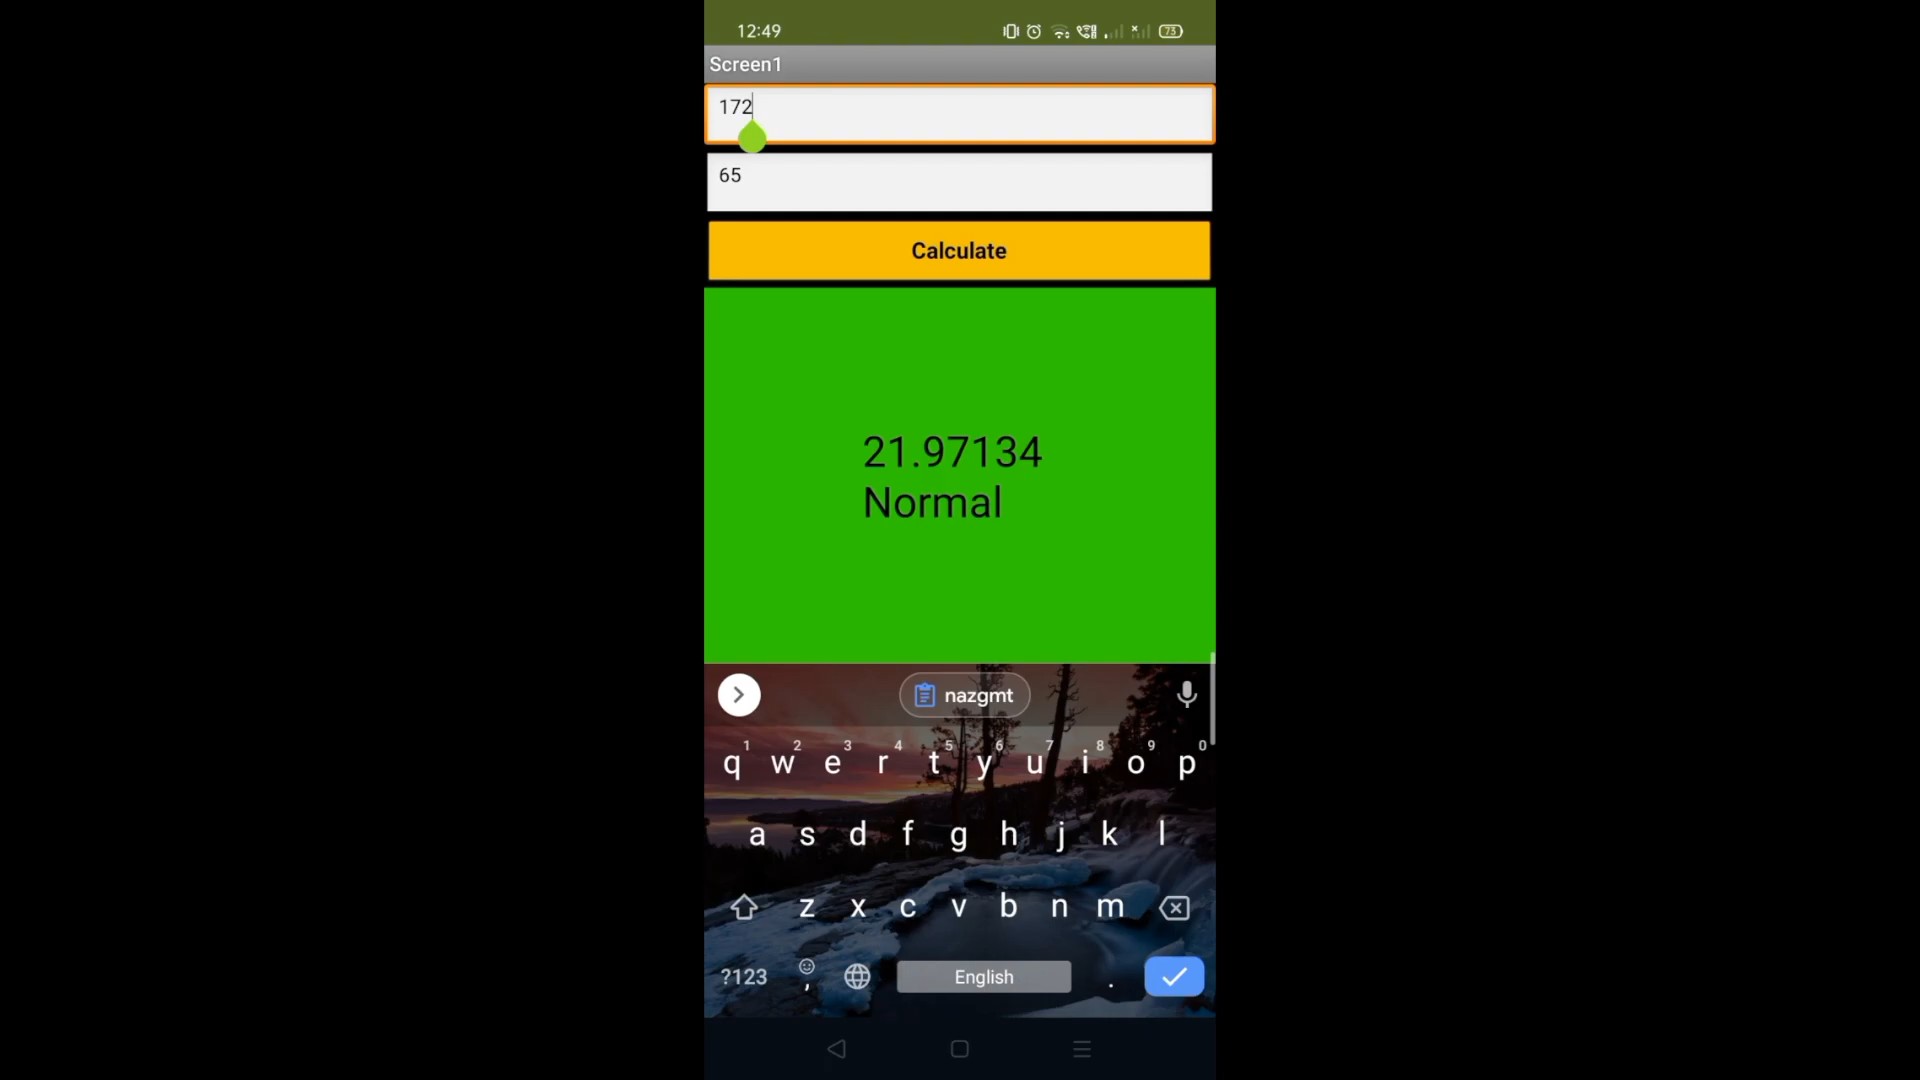 12:49
73
Screen1
172
65
Calculate
21.97134
Normal
nazgmt
1 2 3 4 5 6 7 8 9 0
q w e r t y u i o p
a s d f g h j k l
z x c v b n m
?123 , English .